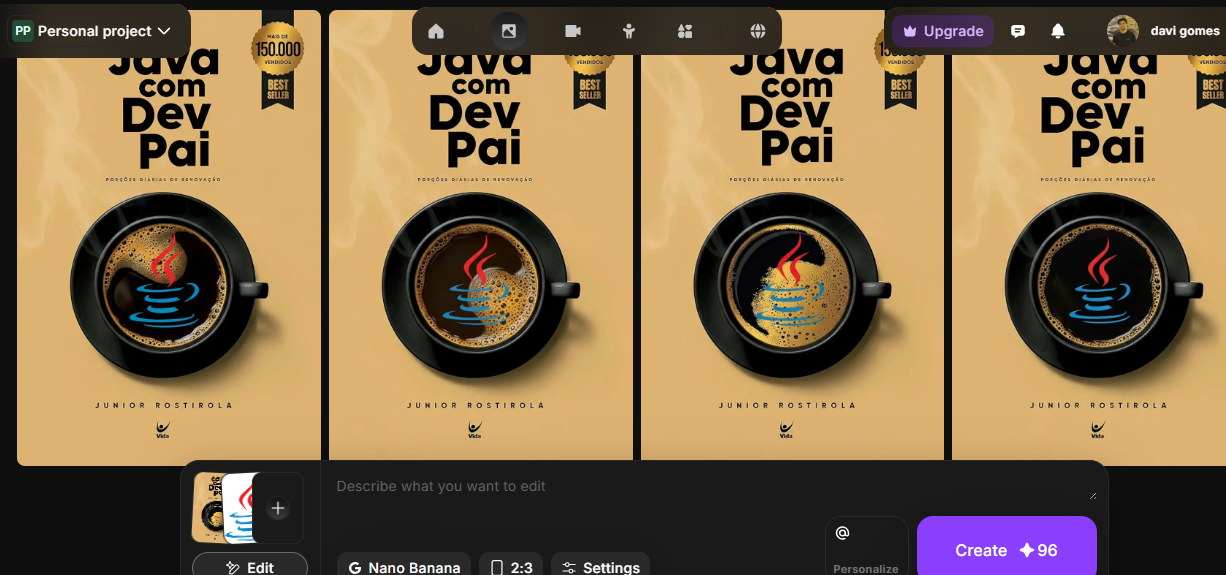 PP Personal project
Upgrade
davi gomes
Java
com
Dev
Pai
MAIS DE
150.000
VENDIDOS
BEST
SELLER
PORÇÕES DIÁRIAS DE RENOVAÇÃO
JUNIOR ROSTIROLA
Vida
Java
com
Dev
Pai
VENDIDOS
BEST
SELLER
PORÇÕES DIÁRIAS DE RENOVAÇÃO
JUNIOR ROSTIROLA
Vida
Java
com
Dev
Pai
VENDIDOS
BEST
SELLER
PORÇÕES DIÁRIAS DE RENOVAÇÃO
JUNIOR ROSTIROLA
Vida
Java
com
Dev
Pai
BEST
SELLER
PORÇÕES DIÁRIAS DE RENOVAÇÃO
JUNIOR ROSTIROLA
Vida
Describe what you want to edit
Edit
G Nano Banana
2:3
Settings
@
Personalize
Create 96